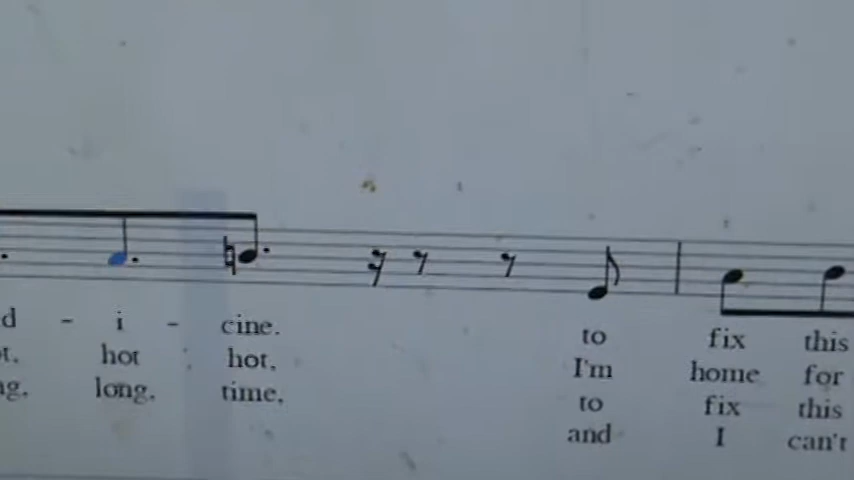 d - i - cine. to fix this
t. hot hot, I'm home for
g, long, time, to fix this
and I can't